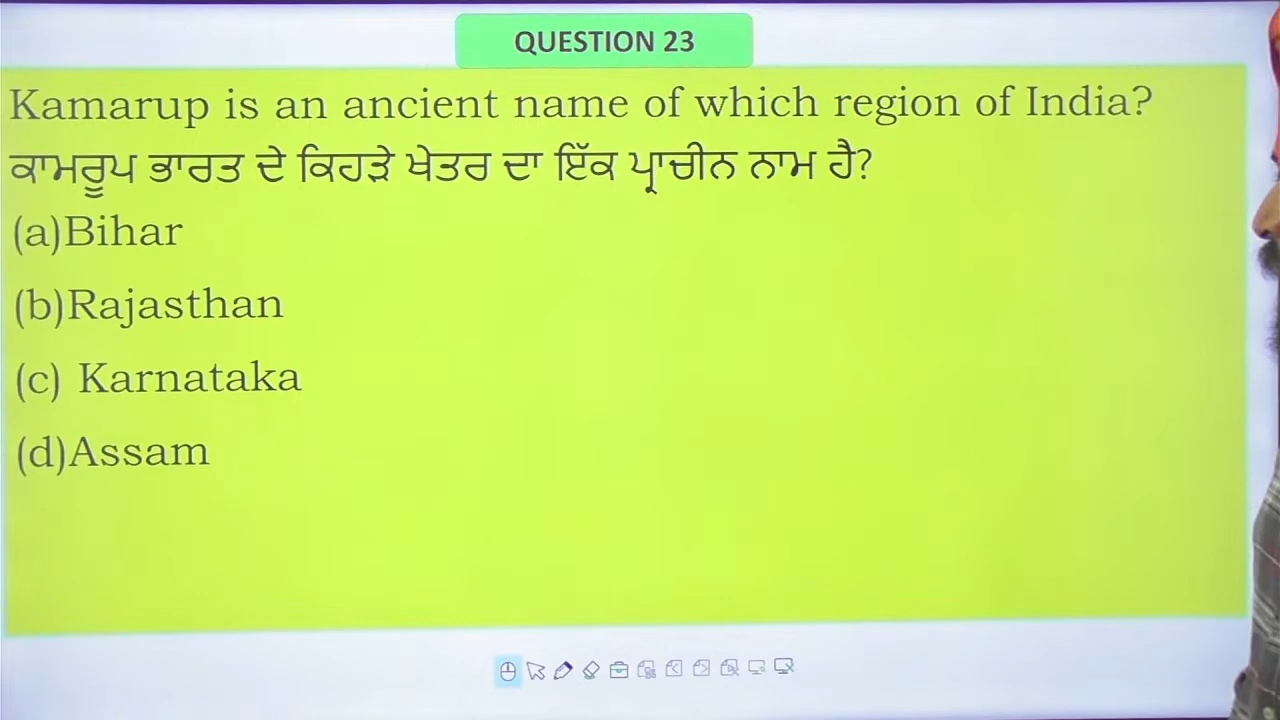 QUESTION 23
Kamarup is an ancient name of which region of India?
ਕਾਮਰੂਪ ਭਾਰਤ ਦੇ ਕਿਹੜੇ ਖੇਤਰ ਦਾ ਇੱਕ ਪ੍ਰਾਚੀਨ ਨਾਮ ਹੈ?
(a)Bihar
(b)Rajasthan
(c) Karnataka
(d)Assam